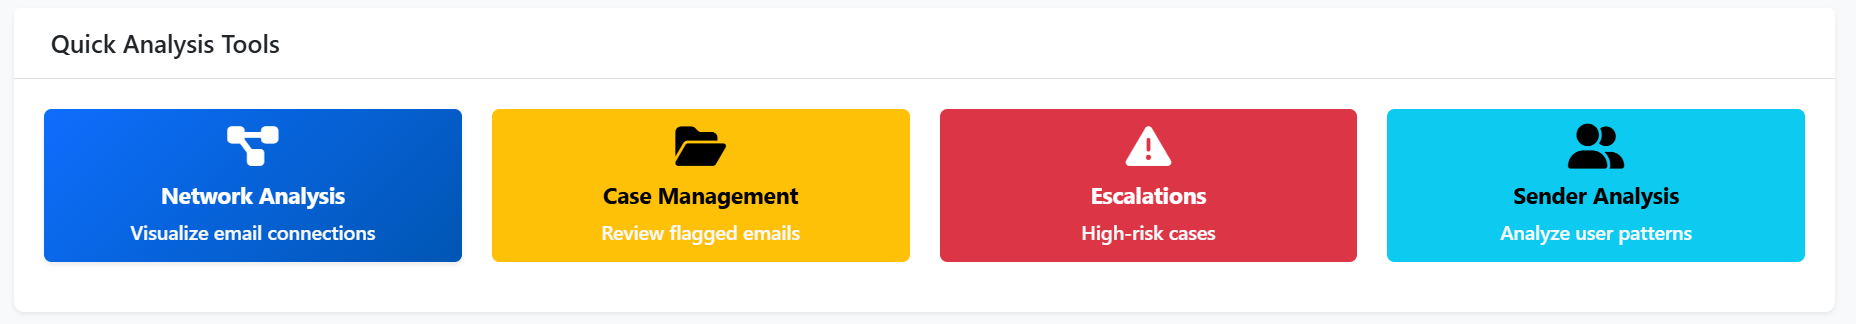 Quick Analysis Tools
Network Analysis
Visualize email connections
Case Management
Review flagged emails
Escalations
High-risk cases
Sender Analysis
Analyze user patterns